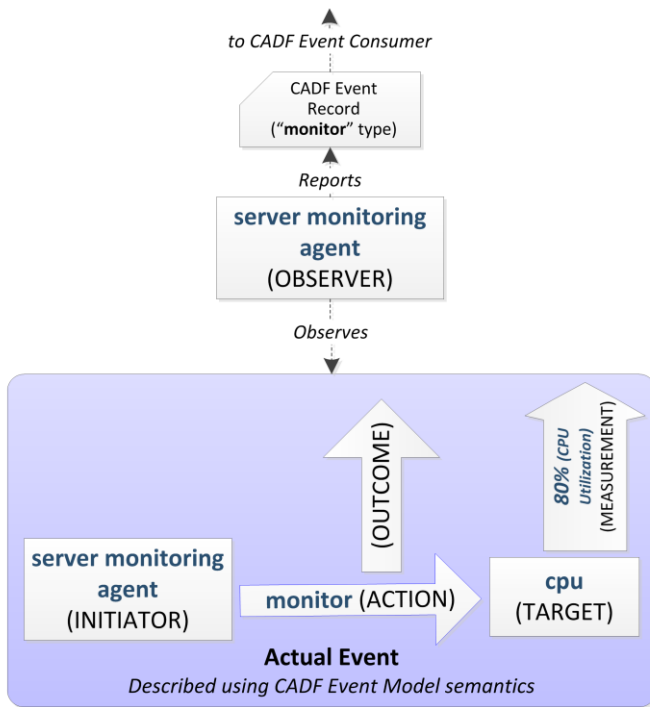 to CADF Event Consumer
CADF Event
Record
(“monitor” type)
Reports
server monitoring
agent
(OBSERVER)
Observes
(OUTCOME)
80% (CPU
Utilization)
(MEASUREMENT)
server monitoring
agent
(INITIATOR)
monitor (ACTION)
cpu
(TARGET)
Actual Event
Described using CADF Event Model semantics